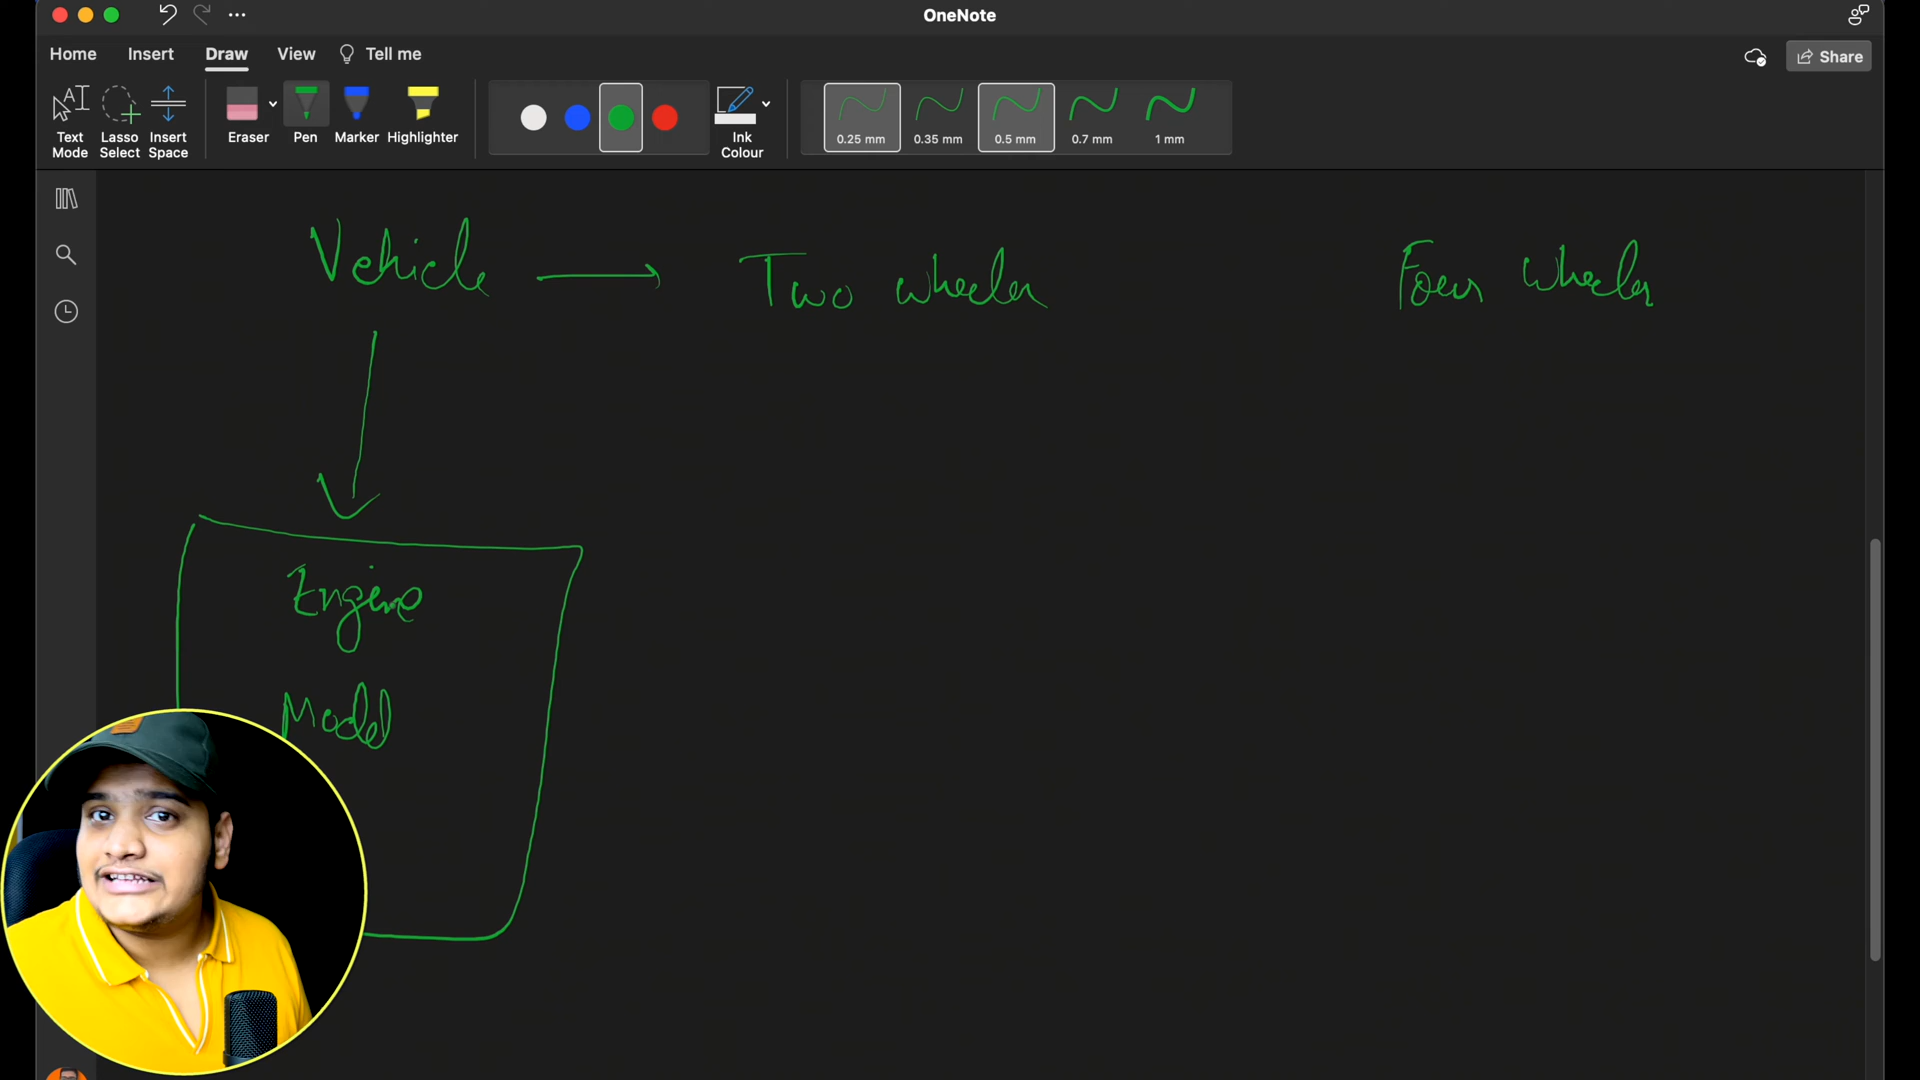 OneNote
Home Insert Draw View Tell me
Share
Text Mode
Lasso Select
Insert Space
Eraser
Pen
Marker
Highlighter
Ink Colour
0.25 mm
0.35 mm
0.5 mm
0.7 mm
1 mm
Vehicle Two wheeler Four wheeler
Engine
Model